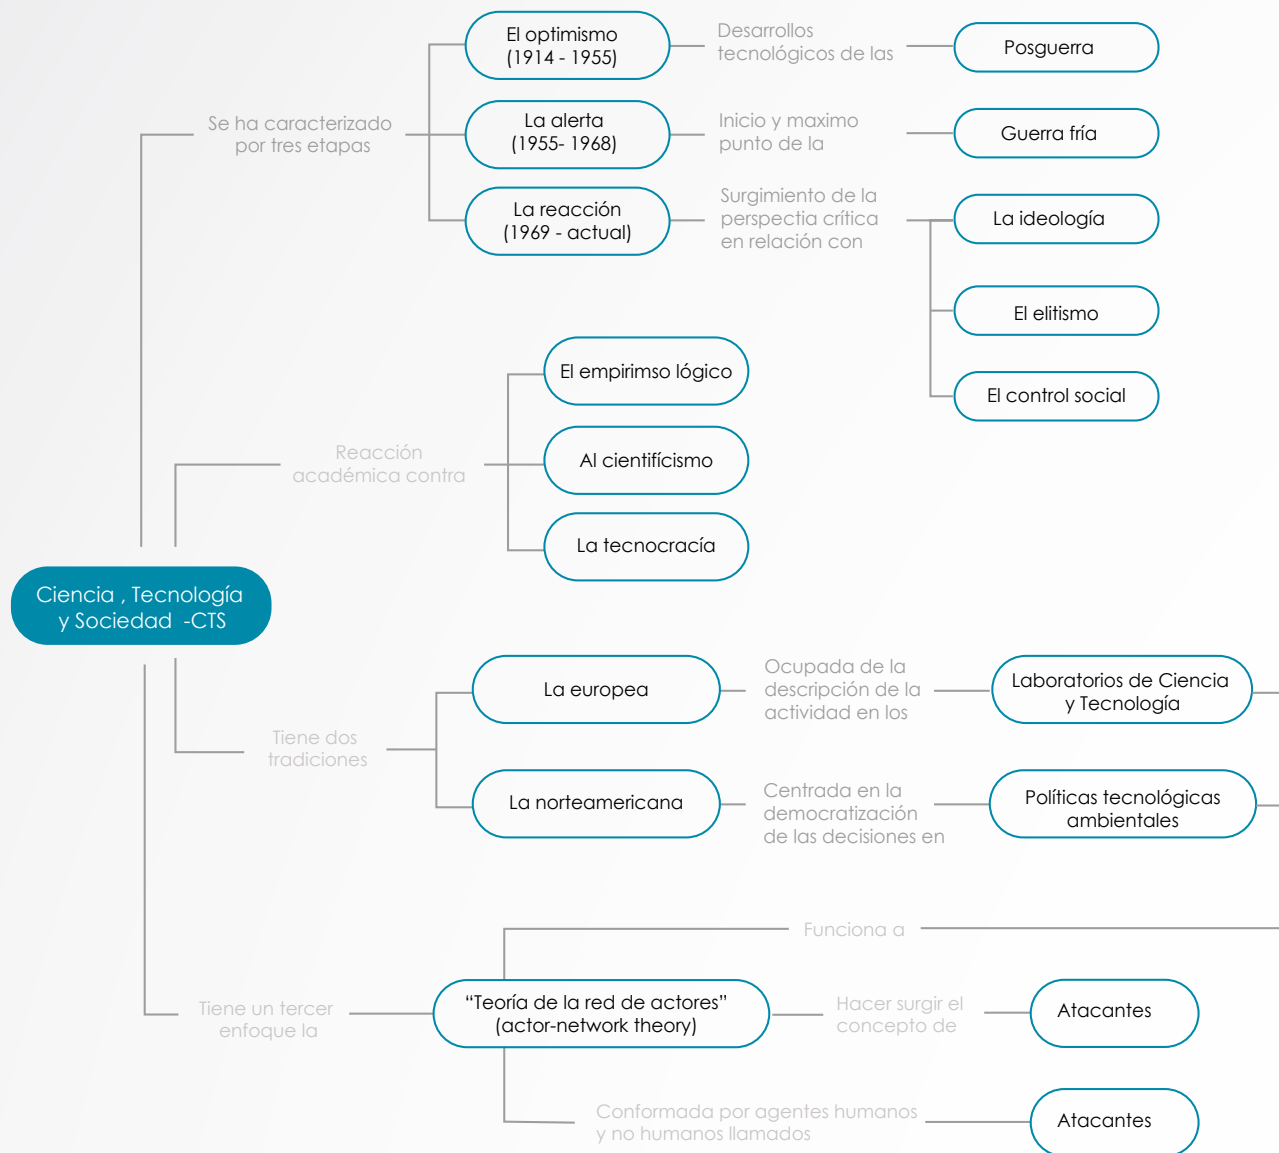 El optimismo
(1914 - 1955)
Desarrollos
tecnológicos de las
Posguerra
Se ha caracterizado
por tres etapas
La alerta
(1955- 1968)
Inicio y maximo
punto de la
Guerra fría
La reacción
(1969 - actual)
Surgimiento de la
perspectia crítica
en relación con
La ideología
El elitismo
El control social
Reacción
académica contra
El empirimso lógico
Al cientifícismo
La tecnocracía
Ciencia , Tecnología
y Sociedad -CTS
Tiene dos
tradiciones
La europea
Ocupada de la
descripción de la
actividad en los
Laboratorios de Ciencia
y Tecnología
La norteamericana
Centrada en la
democratización
de las decisiones en
Políticas tecnológicas
ambientales
Funciona a
Tiene un tercer
enfoque la
“Teoría de la red de actores”
(actor-network theory)
Hacer surgir el
concepto de
Atacantes
Conformada por agentes humanos
y no humanos llamados
Atacantes